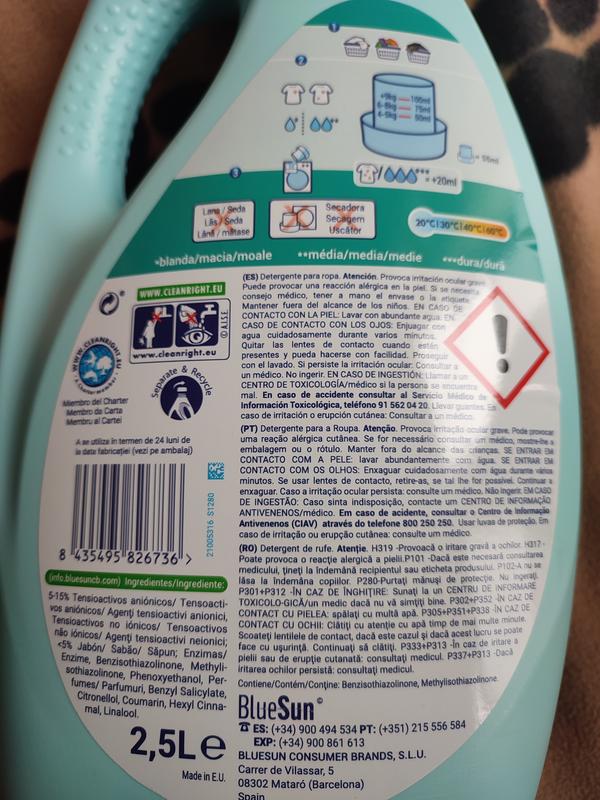 1
2
+9kg — 100ml
6-8kg — 75ml
4-5kg — 50ml
= 55ml
3
***
+20ml
Lana / Seda
Lãs / Seda
Lână / mătase
Secadora
Secagem
Uscător
20°C|30°C|40°C|60°C
*blanda/macia/moale
**média/media/medie
***dura/dură
WWW.CLEANRIGHT.EU
www.cleanright.eu
© A.I.S.E.
WWW.CLEANRIGHT.EU
Separate & Recycle
Miembro del Charter
Membro da Carta
Membru al Cartei
A se utiliza în termen de 24 luni de
la data fabricației (vezi pe ambalaj)
8 435495 826736 >
21005316 S1280
(info.bluesuncb.com) Ingredientes/Ingrediente:
5-15% Tensioactivos aniónicos/ Tensoacti-
vos aniónicos/ Agenți tensioactivi anionici,
Tensioactivos no iónicos/ Tensoactivos
não iónicos/ Agenți tensioactivi neionici;
<5% Jabón/ Sabão/ Săpun; Enzimas/
Enzime, Benzisothiazolinone, Methyli-
sothiazolinone, Phenoxyethanol, Per-
fumes/ Parfumuri, Benzyl Salicylate,
Citronellol, Coumarin, Hexyl Cinna-
mal, Linalool.
2,5L e
Made in E.U.
(ES) Detergente para ropa. Atención. Provoca irritación ocular grave.
Puede provocar una reacción alérgica en la piel. Si se necesita
consejo médico, tener a mano el envase o la etiqueta.
Mantener fuera del alcance de los niños. EN CASO DE
CONTACTO CON LA PIEL: Lavar con abundante agua. EN
CASO DE CONTACTO CON LOS OJOS: Enjuagar con
agua cuidadosamente durante varios minutos.
Quitar las lentes de contacto cuando estén
presentes y pueda hacerse con facilidad. Proseguir
con el lavado. Si persiste la irritación ocular: Consultar a
un médico. No ingerir. EN CASO DE INGESTIÓN: Llamar a un
CENTRO DE TOXICOLOGÍA/médico si la persona se encuentra
mal. En caso de accidente consultar al Servicio Médico de
Información Toxicológica, teléfono 91 562 04 20. Llevar guantes. En
caso de irritación o erupción cutánea: Consultar a un médico.
(PT) Detergente para a Roupa. Atenção. Provoca irritação ocular grave. Pode provocar
uma reação alérgica cutânea. Se for necessário consultar um médico, mostre-lhe a
embalagem ou o rótulo. Manter fora do alcance das crianças. SE ENTRAR EM
CONTACTO COM A PELE: lavar abundantemente com água. SE ENTRAR EM
CONTACTO COM OS OLHOS: Enxaguar cuidadosamente com água durante vários
minutos. Se usar lentes de contacto, retire-as, se tal lhe for possível. Continuar a
enxaguar. Caso a irritação ocular persista: consulte um médico. Não ingerir. EM CASO
DE INGESTÃO: Caso sinta indisposição, contacte um CENTRO DE INFORMAÇÃO
ANTIVENENOS/médico. Em caso de acidente, consultar o Centro de Informação
Antivenenos (CIAV) através do telefone 800 250 250. Usar luvas de proteção. Em
caso de irritação ou erupção cutânea: consulte um médico.
(RO) Detergent de rufe. Atenție. H319 -Provoacă o iritare gravă a ochilor. H317 -
Poate provoca o reacție alergică a pielii.P101 -Dacă este necesară consultarea
medicului, țineți la îndemână recipientul sau eticheta produsului. P102-A nu se
lăsa la îndemâna copiilor. P280-Purtați mănuși de protecție. Nu ingerați.
P301+P312 -ÎN CAZ DE ÎNGHIȚIRE: Sunați la un CENTRU DE INFORMARE
TOXICOLO-GICĂ/un medic dacă nu vă simțiți bine. P302+P352 -ÎN CAZ DE
CONTACT CU PIELEA: spălați cu multă apă. P305+P351+P338 -ÎN CAZ DE
CONTACT CU OCHII: Clătiți cu atenție cu apă timp de mai multe minute.
Scoateți lentilele de contact, dacă este cazul și dacă acest lucru se poate
face cu ușurință. Continuați să clătiți. P333+P313 -În caz de iritare a
pielii sau de erupție cutanată: consultați medicul. P337+P313 -Dacă
iritarea ochilor persistă: consultați medicul.
Contiene/Contém/Conține: Benzisothiazolinone, Methylisothiazolinone.
BlueSun©
ES: (+34) 900 494 534 PT: (+351) 215 556 584
EXP: (+34) 900 861 613
BLUESUN CONSUMER BRANDS, S.L.U.
Carrer de Vilassar, 5
08302 Mataró (Barcelona)
Spain